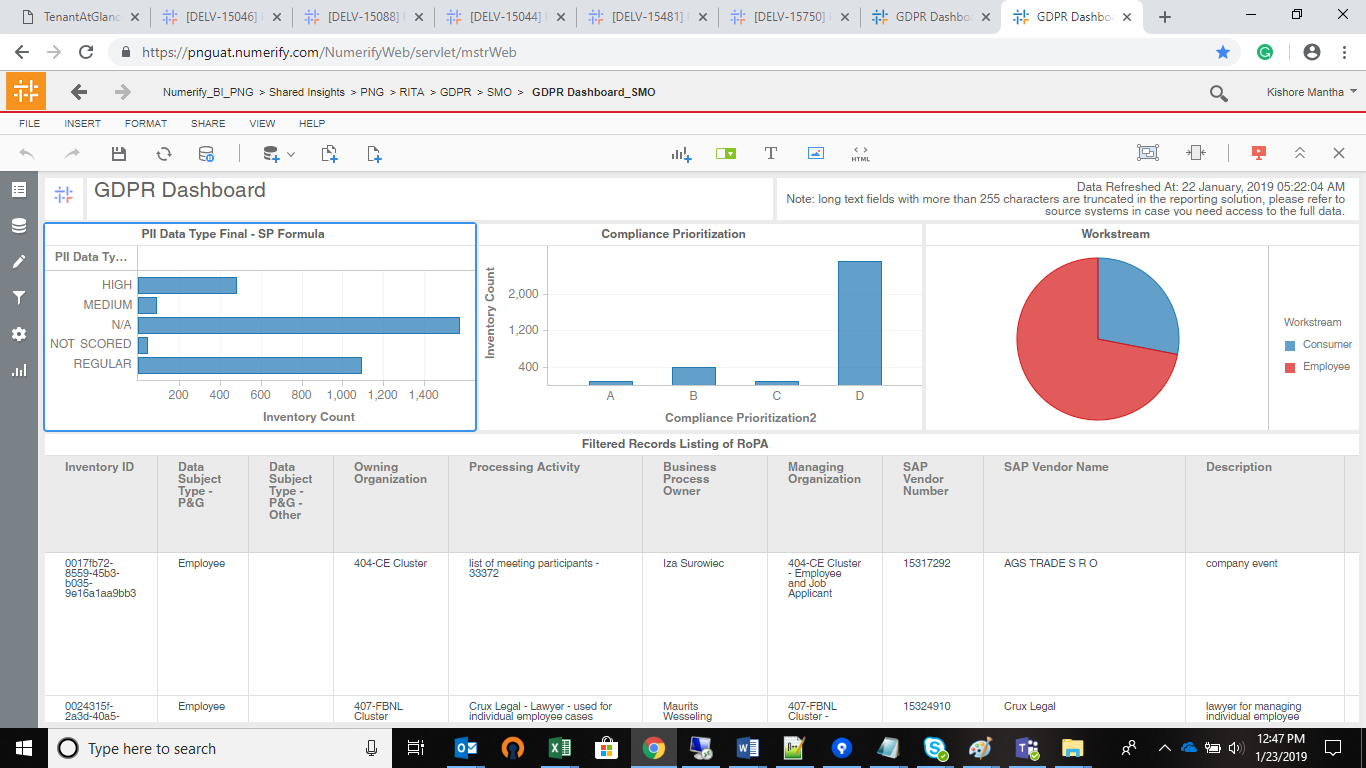 TenantAtGlanc
[DELV-15046]
[DELV-15088]
[DELV-15044]
[DELV-15481]
[DELV-15750]
GDPR Dashbo
GDPR Dashbo
https://pnguat.numerify.com/NumerifyWeb/servlet/mstrWeb
Numerify_BI_PNG > Shared Insights > PNG > RITA > GDPR > SMO > GDPR Dashboard_SMO
Kishore Mantha
FILE INSERT FORMAT SHARE VIEW HELP
HTML
GDPR Dashboard
Data Refreshed At: 22 January, 2019 05:22:04 AM
Note: long text fields with more than 255 characters are truncated in the reporting solution, please refer to
source systems in case you need access to the full data.
PII Data Type Final - SP Formula
PII Data Ty...
HIGH
MEDIUM
N/A
NOT SCORED
REGULAR
200 400 600 800 1,000 1,200 1,400
Inventory Count
Compliance Prioritization
Inventory Count
2,000
1,200
400
A B C D
Compliance Prioritization2
Workstream
Workstream
Consumer
Employee
Filtered Records Listing of RoPA
Inventory ID
Data
Subject
Type -
P&G
Data
Subject
Type -
P&G -
Other
Owning
Organization
Processing Activity
Business
Process
Owner
Managing
Organization
SAP
Vendor
Number
SAP Vendor Name
Description
0017fb72-
8559-45b3-
b035-
9e16a1aa9bb3
Employee
404-CE Cluster
list of meeting participants -
33372
Iza Surowiec
404-CE Cluster
- Employee
and Job
Applicant
15317292
AGS TRADE S R O
company event
0024315f-
2a3d-40a5-
Employee
407-FBNL
Cluster
Crux Legal - Lawyer - used for
individual employee cases
Maurits
Wesseling
407-FBNL
Cluster -
15324910
Crux Legal
lawyer for managing
individual employee
Type here to search
12:47 PM
1/23/2019